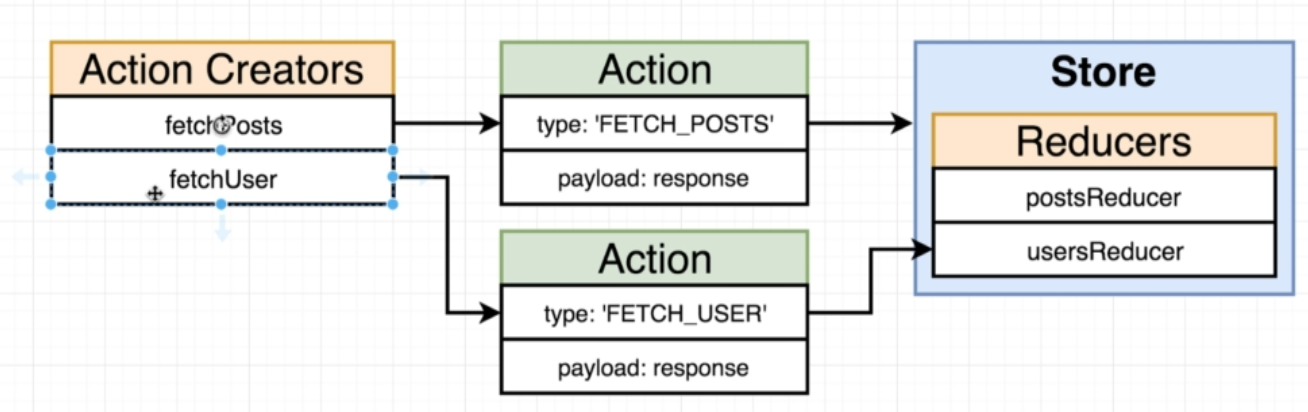 Action Creators
fetchPosts
fetchUser
Action
type: 'FETCH_POSTS'
payload: response
Action
type: 'FETCH_USER'
payload: response
Store
Reducers
postsReducer
usersReducer